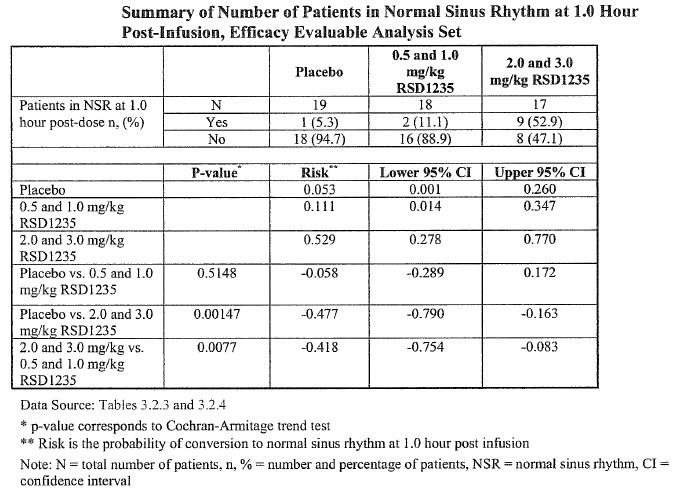 Summary of Number of Patients in Normal Sinus Rhythm at 1.0 Hour
Post-Infusion, Efficacy Evaluable Analysis Set
Placebo
0.5 and 1.0
mg/kg
RSD1235
2.0 and 3.0
mg/kg RSD1235
Patients in NSR at 1.0
hour post-dose n, (%)
N 19 18 17
Yes 1 (5.3) 2 (11.1) 9 (52.9)
No 18 (94.7) 16 (88.9) 8 (47.1)
P-value* Risk** Lower 95% CI Upper 95% CI
Placebo 0.053 0.001 0.260
0.5 and 1.0 mg/kg 0.111 0.014 0.347
RSD1235
2.0 and 3.0 mg/kg 0.529 0.278 0.770
RSD1235
Placebo vs. 0.5 and 1.0 0.5148 -0.058 -0.289 0.172
mg/kg RSD1235
Placebo vs. 2.0 and 3.0 0.00147 -0.477 -0.790 -0.163
mg/kg RSD1235
2.0 and 3.0 mg/kg vs. 0.0077 -0.418 -0.754 -0.083
0.5 and 1.0 mg/kg
RSD1235
Data Source: Tables 3.2.3 and 3.2.4
* p-value corresponds to Cochran-Armitage trend test
** Risk is the probability of conversion to normal sinus rhythm at 1.0 hour post infusion
Note: N = total number of patients, n, % = number and percentage of patients, NSR = normal sinus rhythm, CI =
confidence interval